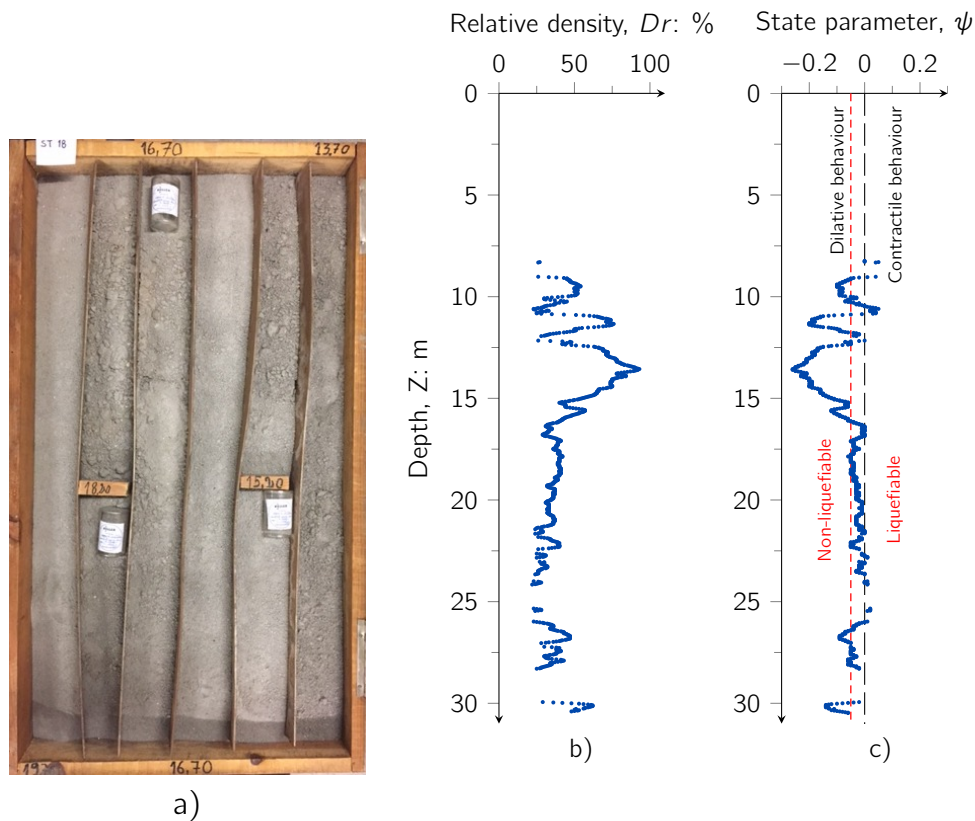 ST 18
16,70
13,70
1820
15,20
16,70
a)
Relative density, Dr: %
0 50 100
Depth, Z: m
0
5
10
15
20
25
30
b)
State parameter, ψ
−0.2 0 0.2
0
5
10
15
20
25
30
Dilative behaviour
Contractile behaviour
Non-liquefiable
Liquefiable
c)